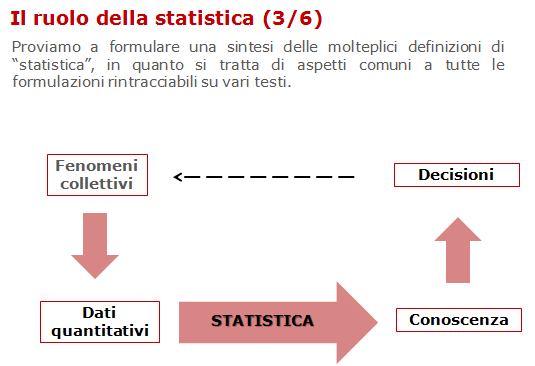 Il ruolo della statistica (3/6)
Proviamo a formulare una sintesi delle molteplici definizioni di
“statistica”, in quanto si tratta di aspetti comuni a tutte le
formulazioni rintracciabili su vari testi.
Fenomeni
collettivi
Decisioni
Dati
quantitativi
STATISTICA
Conoscenza